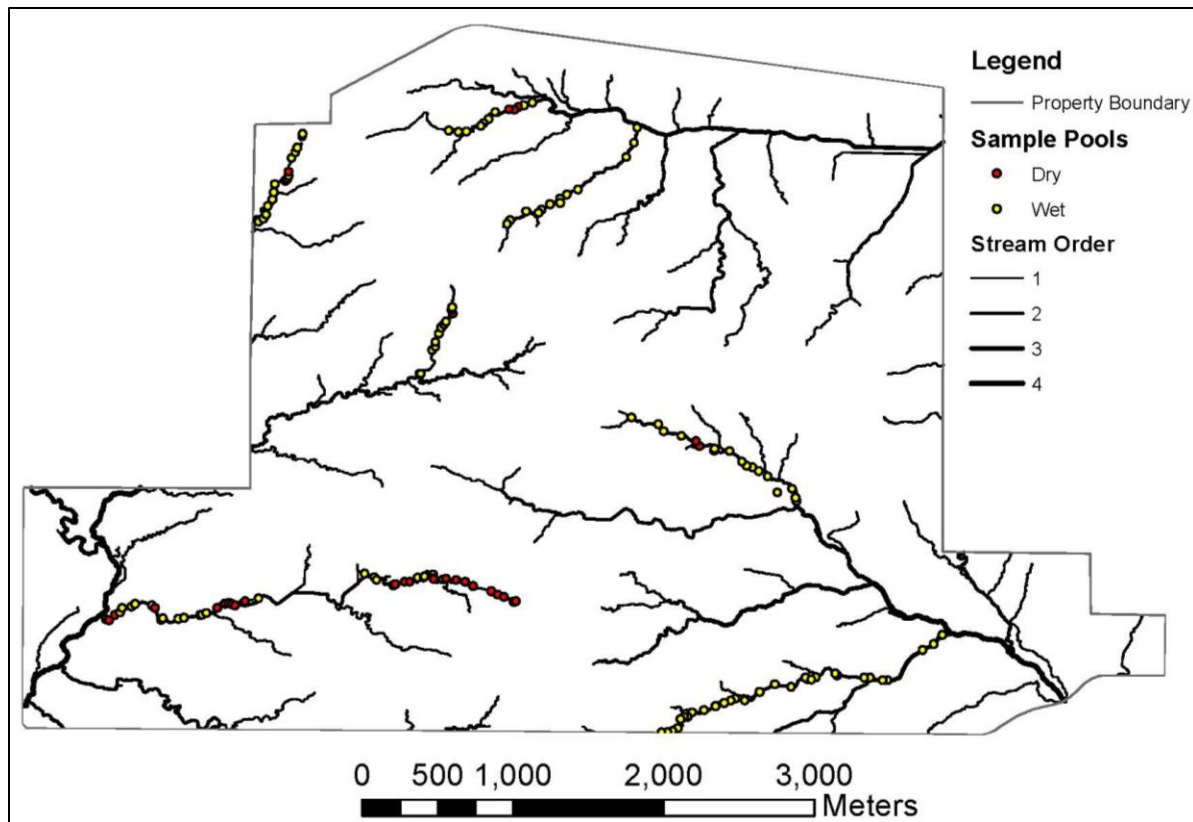 Legend
Property Boundary
Sample Pools
Dry
Wet
Stream Order
1
2
3
4
0 500 1,000 2,000 3,000
Meters